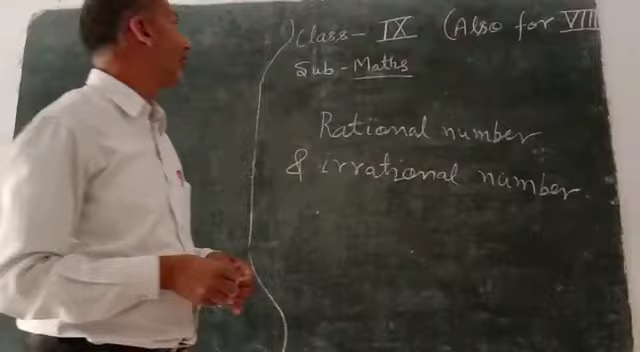 Class- IX (Also for VIII
Sub- Maths
Rational number
& irrational number.